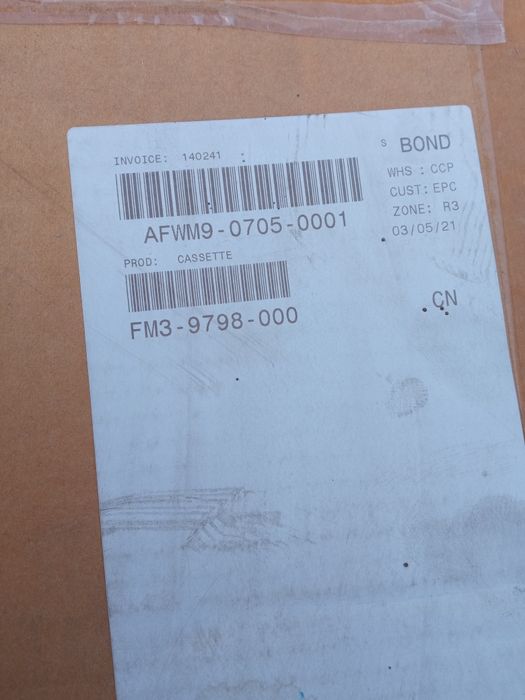 INVOICE: 140241 :
S BOND
WHS : CCP
CUST: EPC
ZONE: R3
03/05/21
AFWM9-0705-0001
PROD: CASSETTE
FM3-9798-000
CN